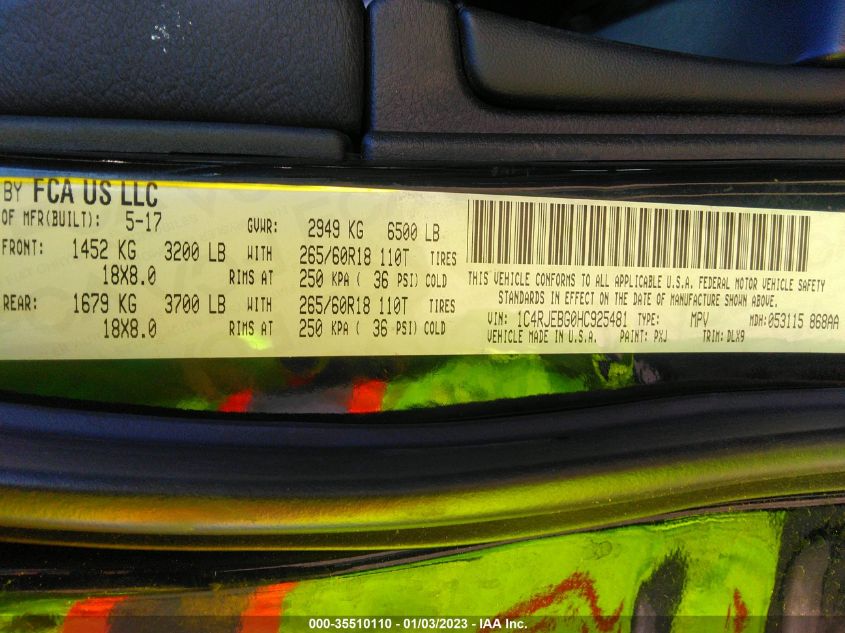 BY FCA US LLC
OF MFR(BUILT): 5-17 GVWR: 2949 KG 6500 LB
FRONT: 1452 KG 3200 LB WITH 265/60R18 110T TIRES
18X8.0 RIMS AT 250 KPA ( 36 PSI) COLD
REAR: 1679 KG 3700 LB WITH 265/60R18 110T TIRES
18X8.0 RIMS AT 250 KPA ( 36 PSI) COLD
THIS VEHICLE CONFORMS TO ALL APPLICABLE U.S.A. FEDERAL MOTOR VEHICLE SAFETY
STANDARDS IN EFFECT ON THE DATE OF MANUFACTURE SHOWN ABOVE.
VIN: 1C4RJEBG0HC925481 TYPE: MPV MDH: 053115 868AA
VEHICLE MADE IN U.S.A. PAINT: PXJ TRIM: DLX9
000-35510110 - 01/03/2023 - IAA Inc.